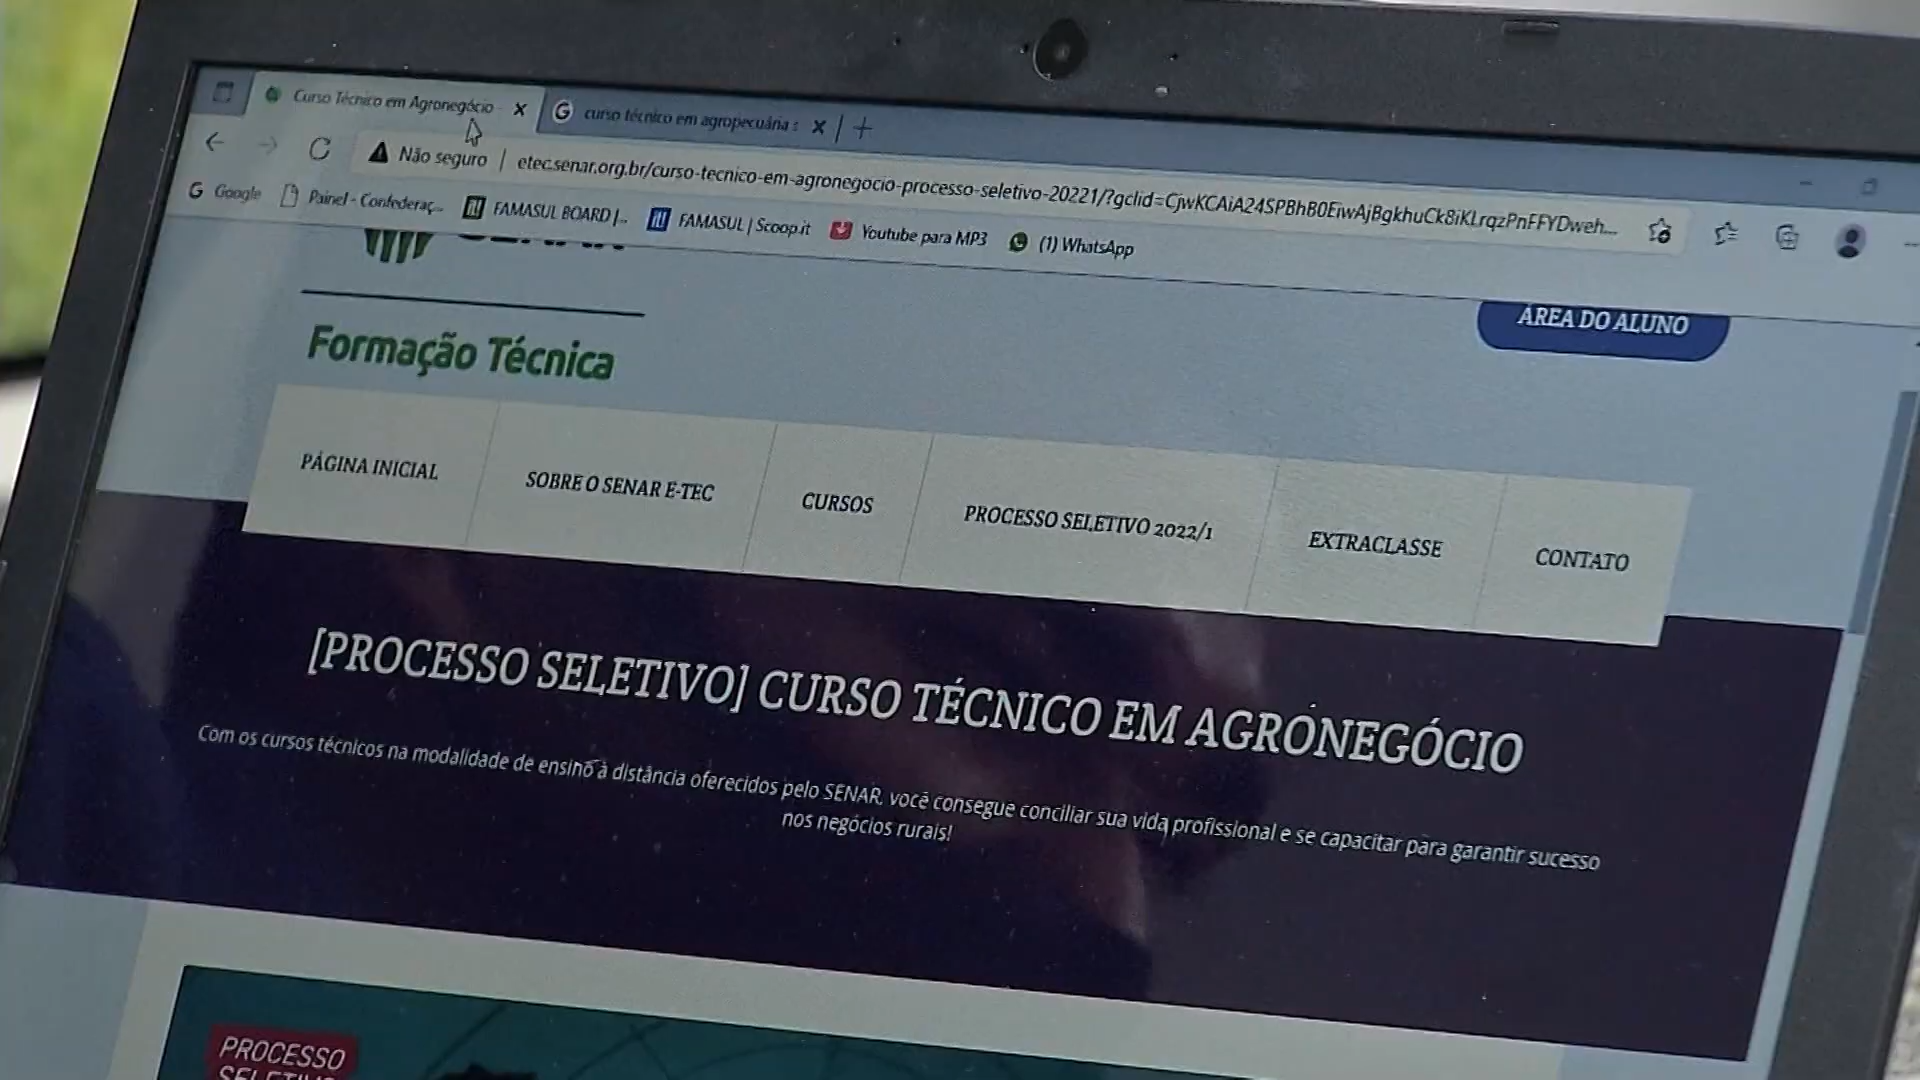 Curso Técnico em Agronegócio
curso técnico em agropecuária
Não seguro
etec.senar.org.br/curso-tecnico-em-agronegocio-processo-seletivo-20221/?gclid=CjwKCAiA24SPBhB0EiwAjBgkhuCk8iKLrqzPnFFYDweh...
Google
Painel - Confederaç...
FAMASUL BOARD |...
FAMASUL | Scoop.it
Youtube para MP3
(1) WhatsApp
ÁREA DO ALUNO
Formação Técnica
PÁGINA INICIAL
SOBRE O SENAR E-TEC
CURSOS
PROCESSO SELETIVO 2022/1
EXTRACLASSE
CONTATO
[PROCESSO SELETIVO] CURSO TÉCNICO EM AGRONEGÓCIO
Com os cursos técnicos na modalidade de ensino à distância oferecidos pelo SENAR, você consegue conciliar sua vida profissional e se capacitar para garantir sucesso
nos negócios rurais!
PROCESSO